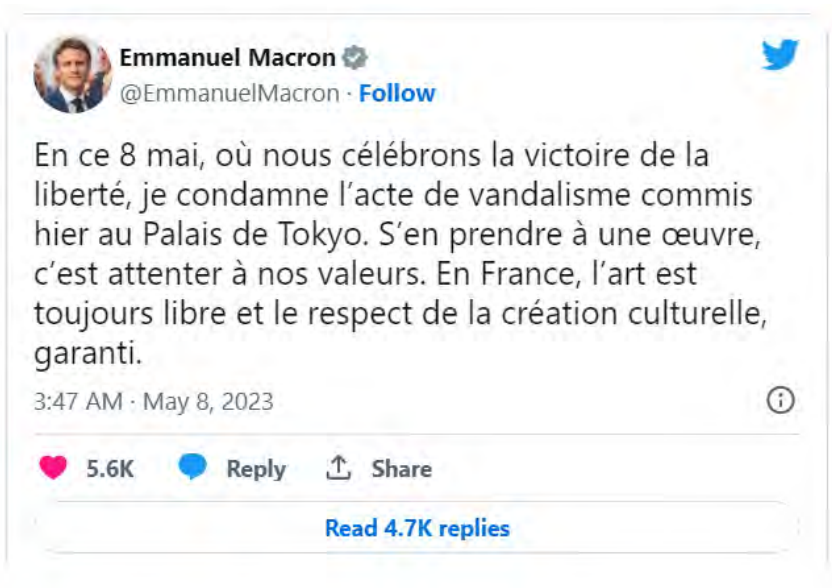 Emmanuel Macron
@EmmanuelMacron · Follow
En ce 8 mai, où nous célébrons la victoire de la
liberté, je condamne l’acte de vandalisme commis
hier au Palais de Tokyo. S’en prendre à une œuvre,
c’est attenter à nos valeurs. En France, l’art est
toujours libre et le respect de la création culturelle,
garanti.
3:47 AM · May 8, 2023
5.6K Reply Share
Read 4.7K replies